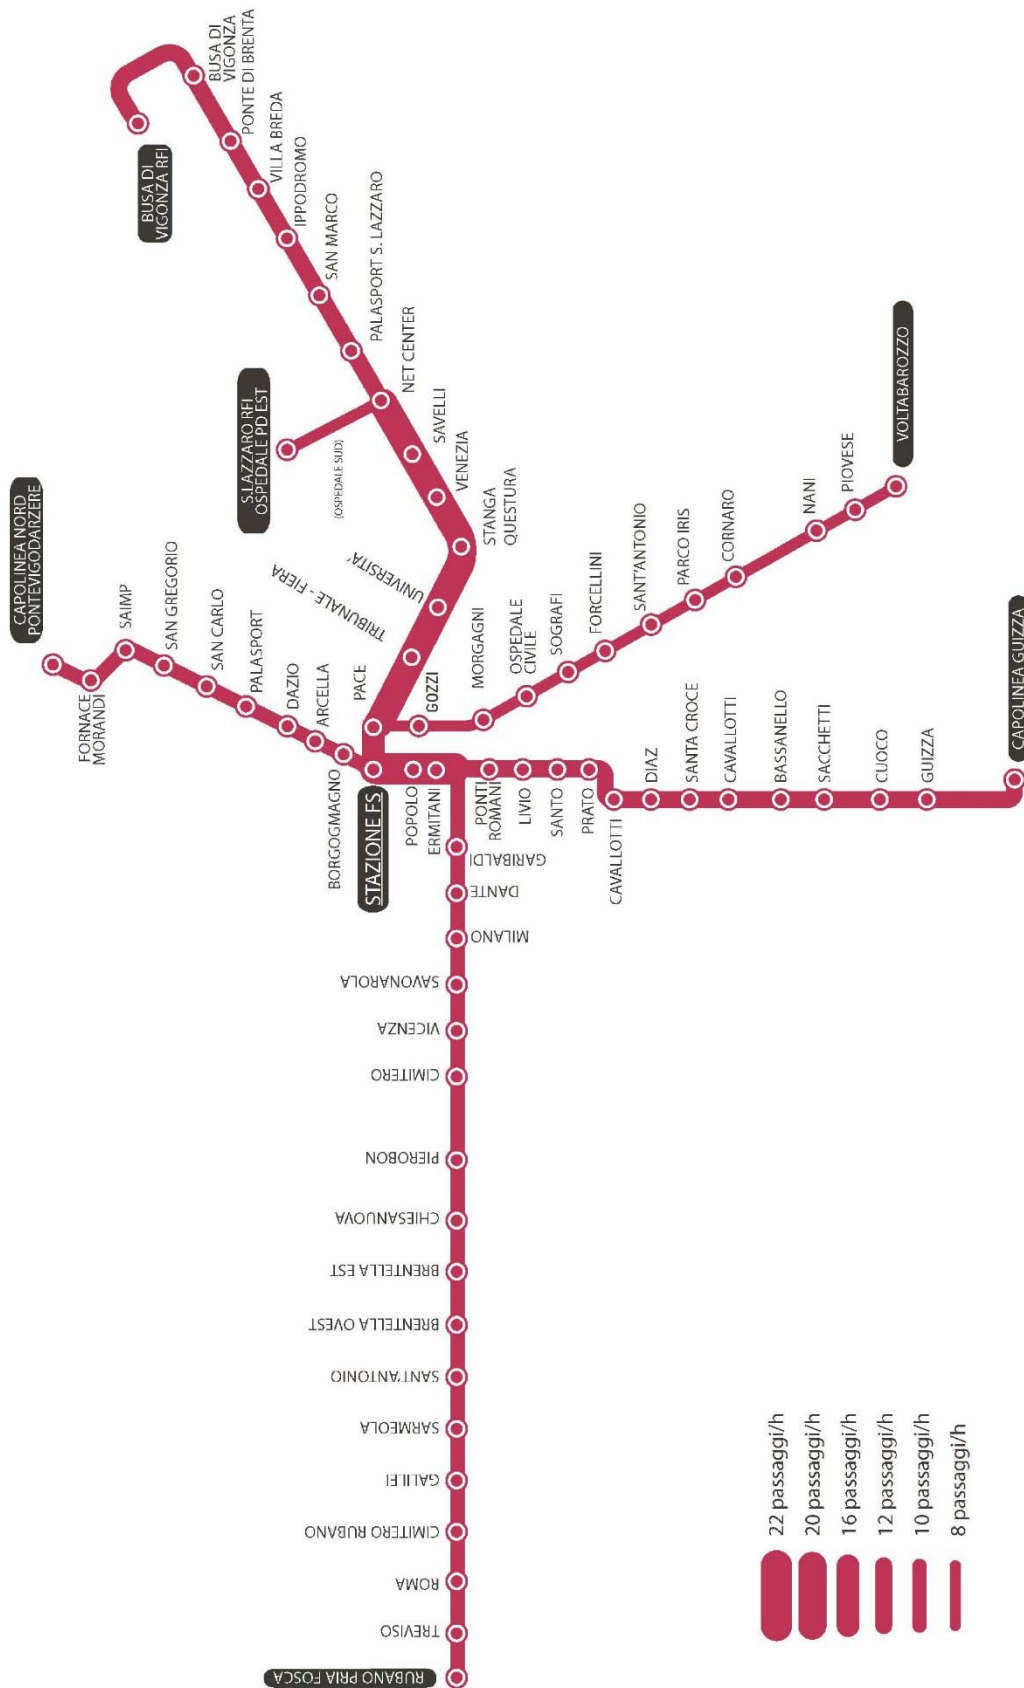 BUSA DI
VIGONZA RFI
BUSA DI
VIGONZA
PONTE DI BRENTA
VILLA BREDA
IPPODROMO
SAN MARCO
PALASPORT S. LAZZARO
NET CENTER
S.LAZZARO RFI
OSPEDALE PD EST
(OSPEDALE SUD)
SAVELLI
VENEZIA
STANGA
QUESTURA
UNIVERSITA'
TRIBUNALE - FIERA
PACE
CAPOLINEA NORD
PONTEVIGODARZERE
FORNACE
MORANDI
SAIMP
SAN GREGORIO
SAN CARLO
PALASPORT
DAZIO
ARCELLA
BORGOGMAGNO
STAZIONE FS
GOZZI
MORGAGNI
OSPEDALE
CIVILE
SOGRAFI
FORCELLINI
SANT'ANTONIO
PARCO IRIS
CORNARO
NANI
PIOVESE
VOLTABAROZZO
POPOLO
ERMITANI
PONTI
ROMANI
LIVIO
SANTO
PRATO
CAVALLOTTI
DIAZ
SANTA CROCE
CAVALLOTTI
BASSANELLO
SACCHETTI
CUOCO
GUIZZA
CAPOLINEA GUIZZA
GARIBALDI
DANTE
MILANO
SAVONAROLA
VICENZA
CIMITERO
PIEROBON
CHIESANUOVA
BRENTELLA EST
BRENTELLA OVEST
SANT'ANTONIO
SARMEOLA
GALILEI
CIMITERO RUBANO
ROMA
TREVISO
RUBANO PRIA FOSCA
22 passaggi/h
20 passaggi/h
16 passaggi/h
12 passaggi/h
10 passaggi/h
8 passaggi/h